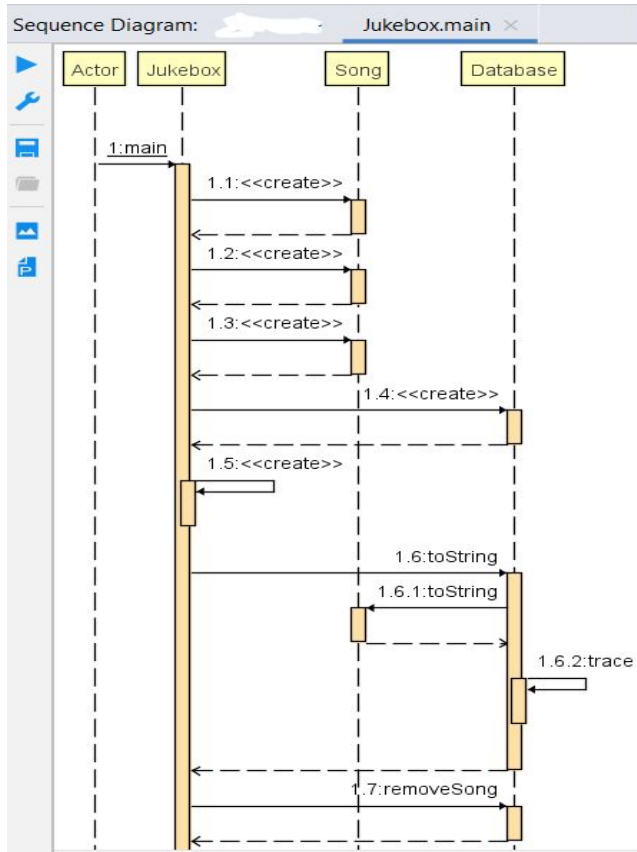 Sequence Diagram: Jukebox.main
Actor Jukebox Song Database
1:main
1.1:<<create>>
1.2:<<create>>
1.3:<<create>>
1.4:<<create>>
1.5:<<create>>
1.6:toString
1.6.1:toString
1.6.2:trace
1.7:removeSong